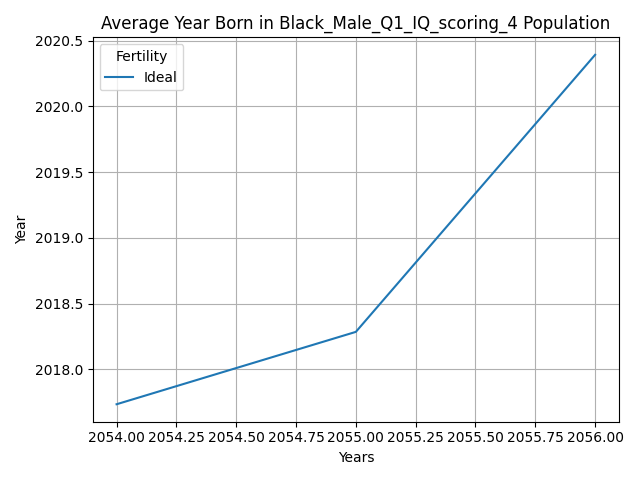 Average Year Born in Black_Male_Q1_IQ_scoring_4 Population
2020.5
Fertility
Ideal
2020.0
2019.5
2019.0
Year
2018.5
2018.0
2054.00 2054.25 2054.50 2054.75 2055.00 2055.25 2055.50 2055.75 2056.00
Years